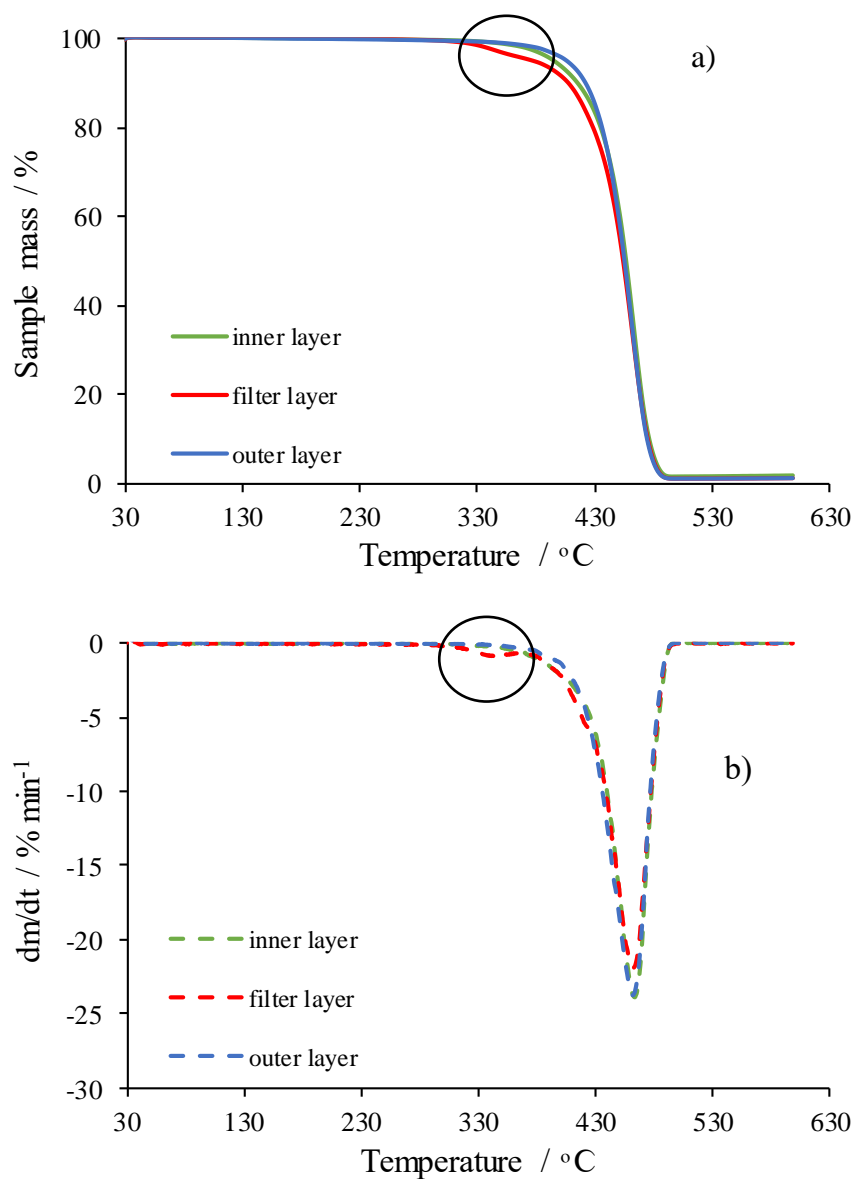 100
80
60
40
20
0
Sample mass / %
a)
inner layer
filter layer
outer layer
30 130 230 330 430 530 630
Temperature / °C
0
-5
-10
-15
-20
-25
-30
dm/dt / % min⁻¹
b)
inner layer
filter layer
outer layer
30 130 230 330 430 530 630
Temperature / °C